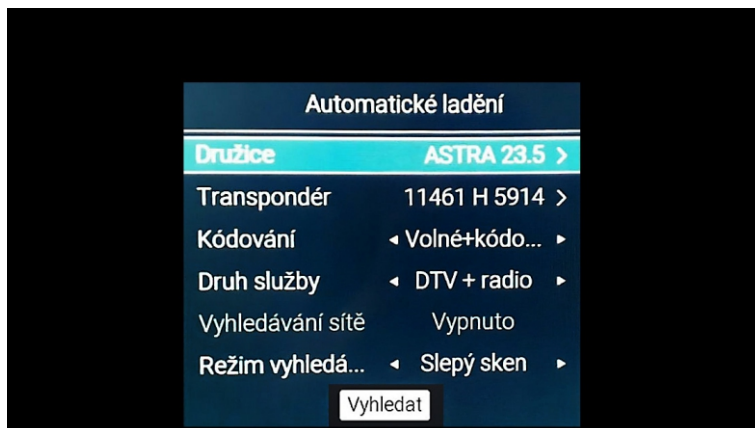 Automatické ladění
Družice ASTRA 23.5 >
Transpondér 11461 H 5914 >
Kódování ◂ Volné+kódo... ▸
Druh služby ◂ DTV + radio ▸
Vyhledávání sítě Vypnuto
Režim vyhledá... ◂ Slepý sken ▸
Vyhledat